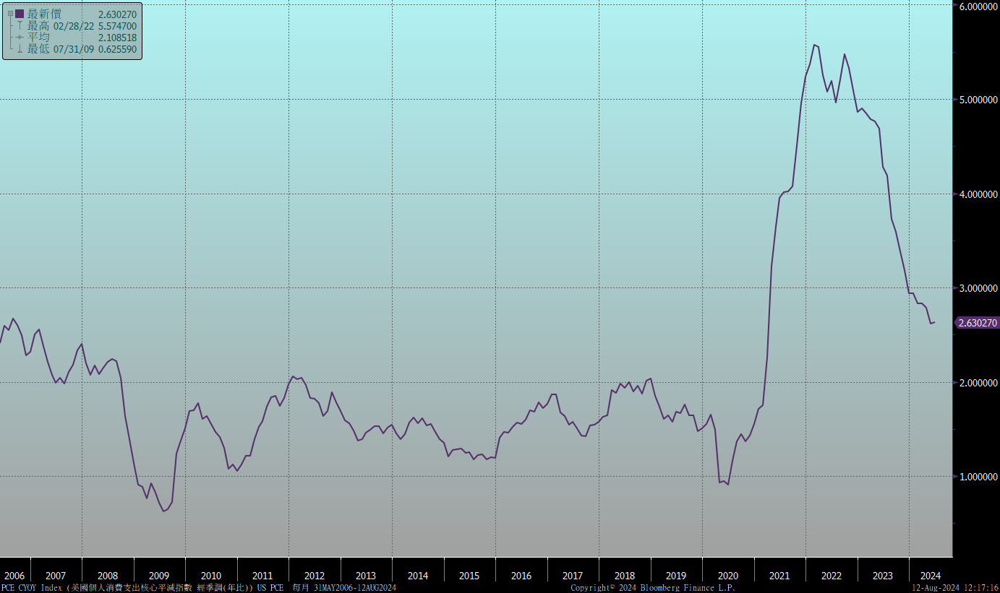 最新價 2.630270
最高 02/28/22 5.574700
平均 2.108518
最低 07/31/09 0.625590
6.000000
5.000000
4.000000
3.000000
2.630270
2.000000
1.000000
2006 2007 2008 2009 2010 2011 2012 2013 2014 2015 2016 2017 2018 2019 2020 2021 2022 2023 2024
PCE CYOY Index (美國個人消費支出核心平減指數 經季調(年比)) US PCE 每月 31MAY2006-12AUG2024 Copyright© 2024 Bloomberg Finance L.P. 12-Aug-2024 12:17:16